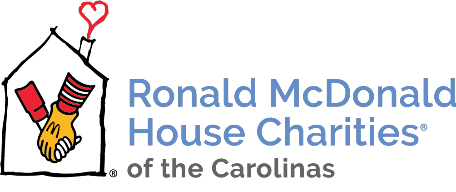 Ronald McDonald
House Charities®
of the Carolinas
®